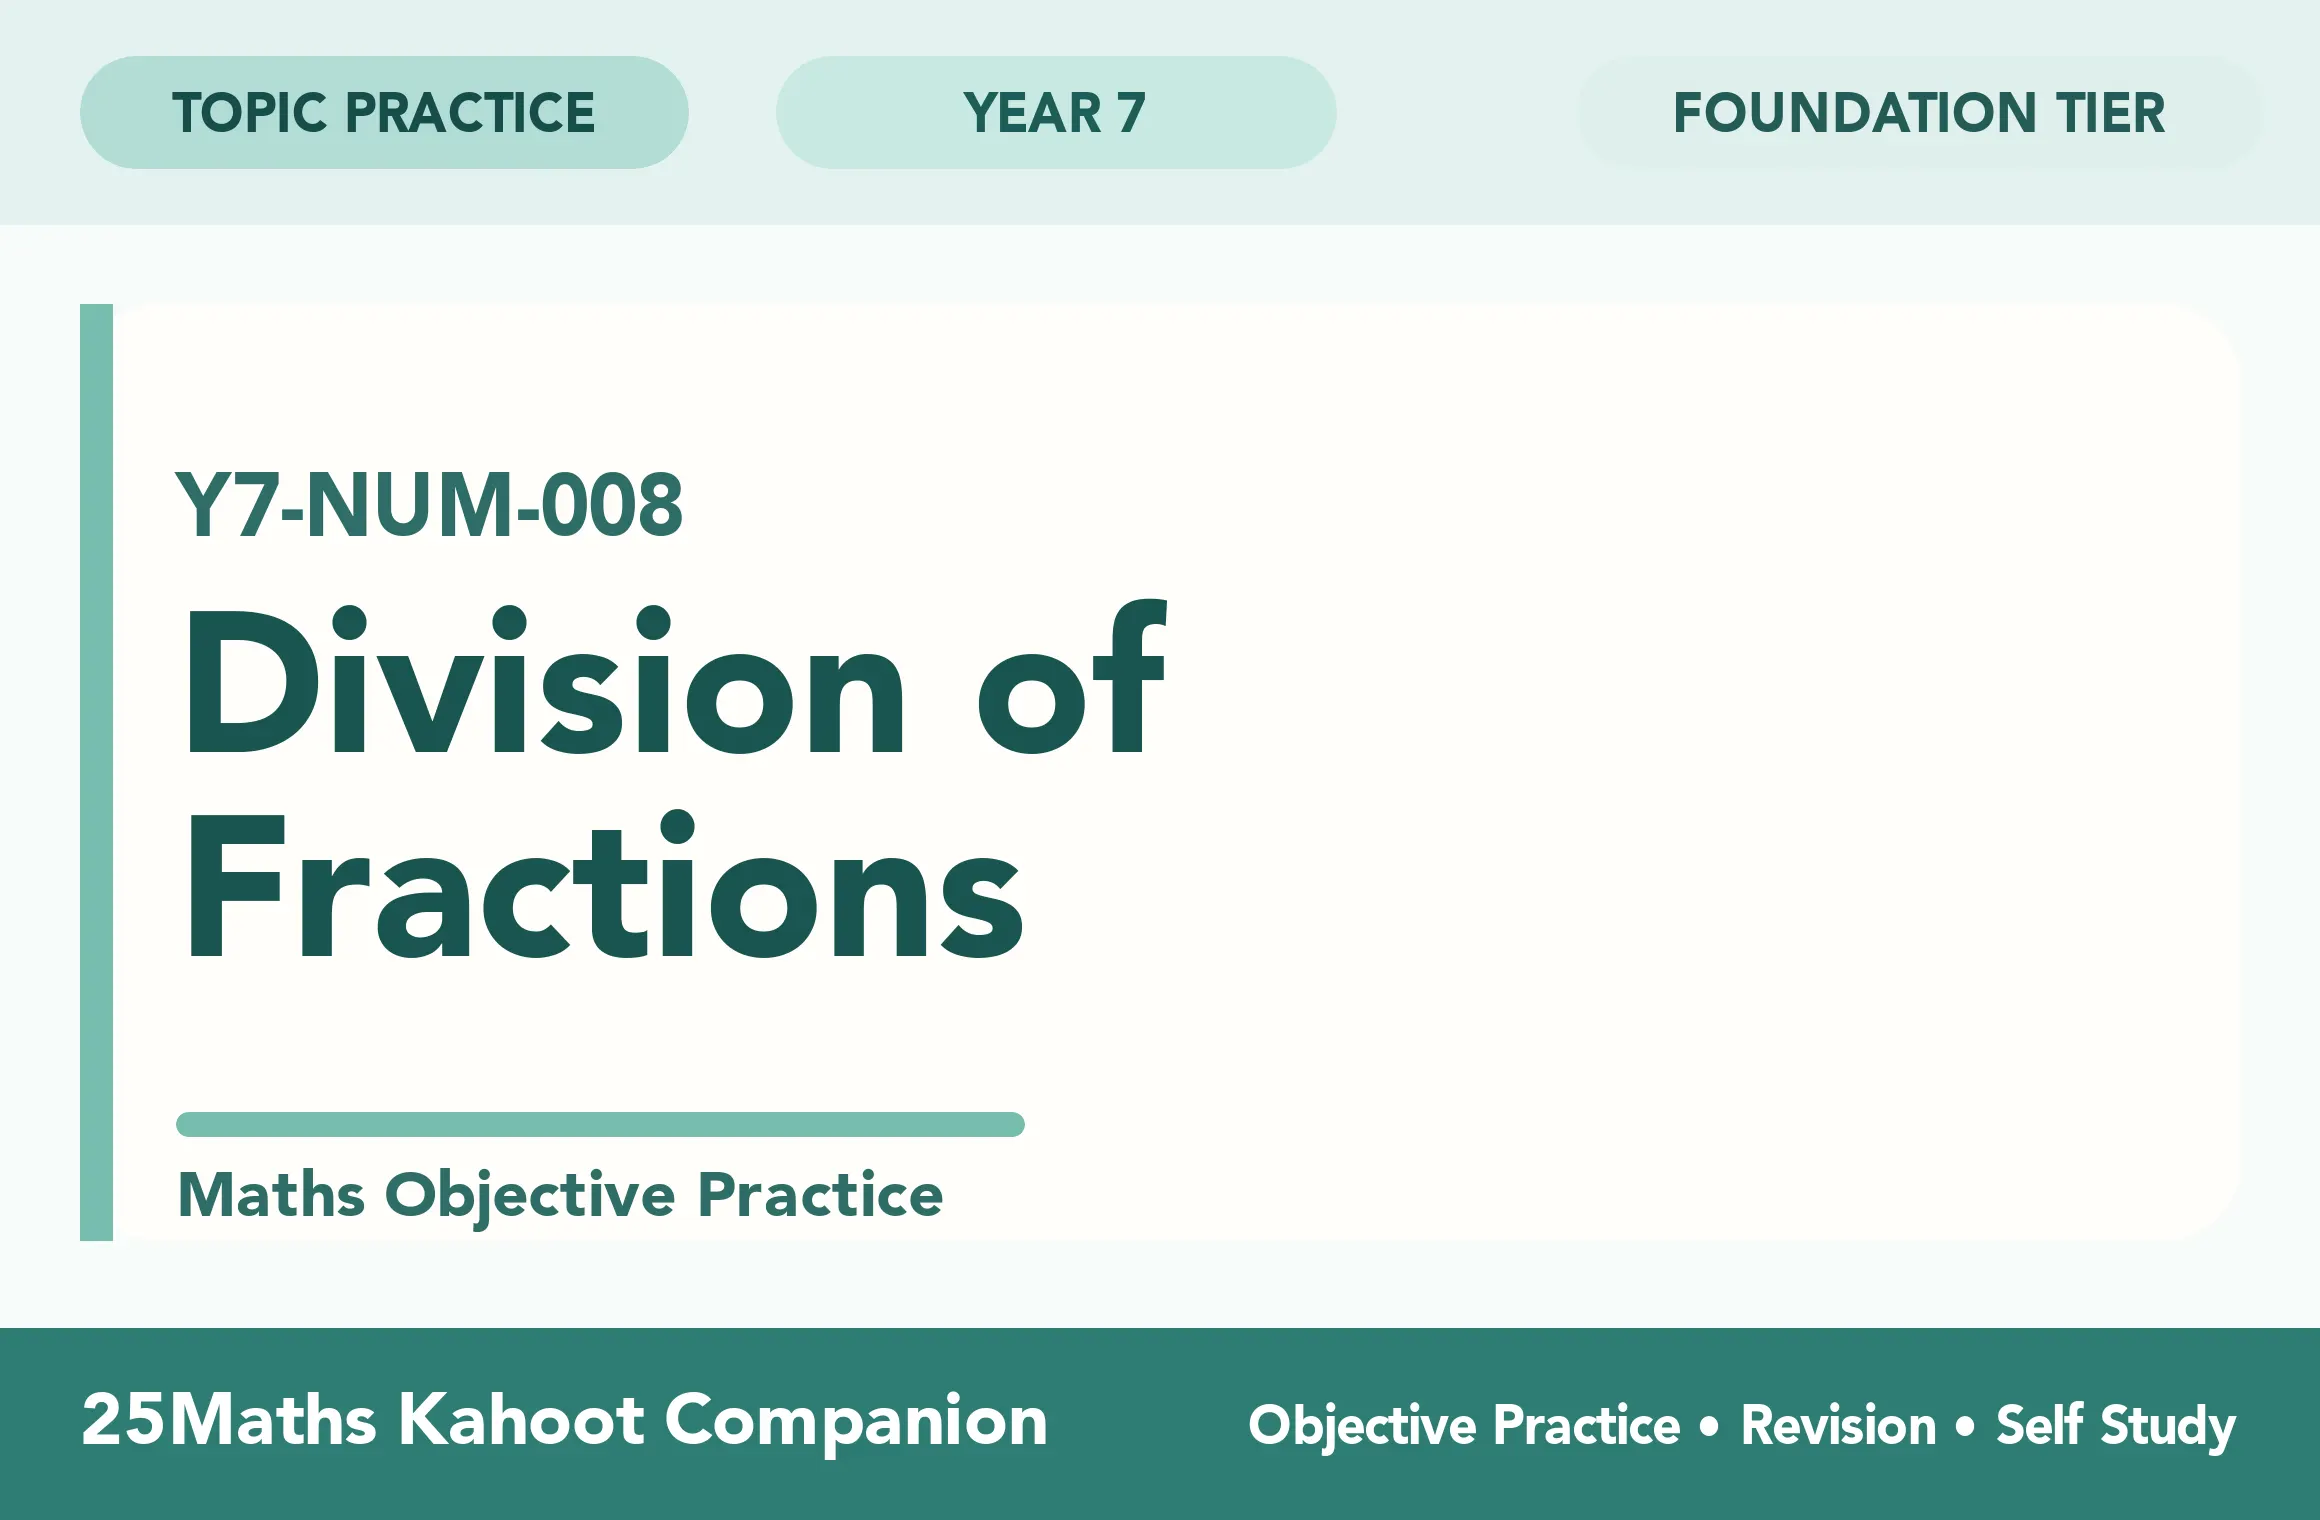 TOPIC PRACTICE
YEAR 7
FOUNDATION TIER
Y7-NUM-008
Division of
Fractions
Maths Objective Practice
25Maths Kahoot Companion
Objective Practice • Revision • Self Study